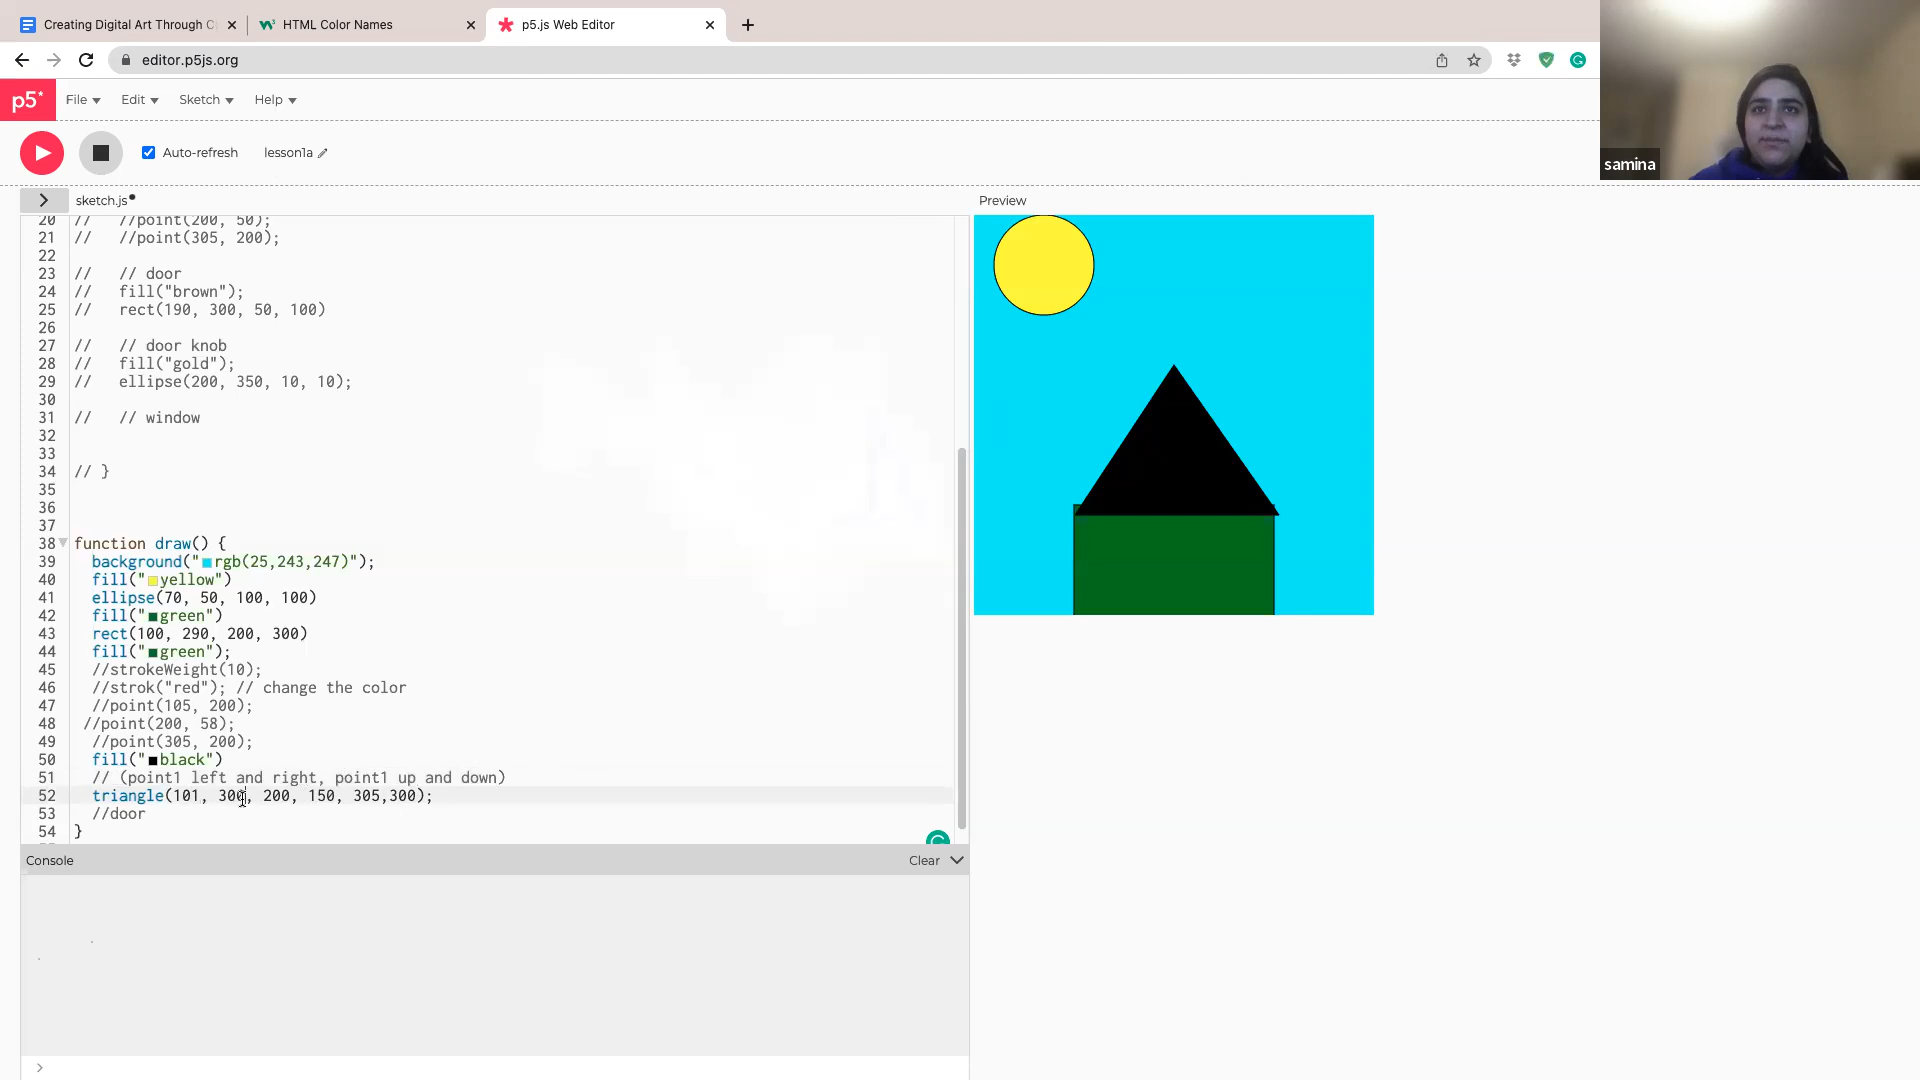 Creating Digital Art Through C
HTML Color Names
p5.js Web Editor
editor.p5js.org
p5*
File
Edit
Sketch
Help
Auto-refresh
lesson1a
samina
sketch.js
Preview
20 //   //point(200, 50);
21 //   //point(305, 200);
22
23 //   // door
24 //   fill("brown");
25 //   rect(190, 300, 50, 100)
26
27 //   // door knob
28 //   fill("gold");
29 //   ellipse(200, 350, 10, 10);
30
31 //   // window
32
33
34 // }
35
36
37
38 function draw() {
39   background("rgb(25,243,247)");
40   fill("yellow")
41   ellipse(70, 50, 100, 100)
42   fill("green")
43   rect(100, 290, 200, 300)
44   fill("green");
45   //strokeWeight(10);
46   //strok("red"); // change the color
47   //point(105, 200);
48  //point(200, 58);
49   //point(305, 200);
50   fill("black")
51   // (point1 left and right, point1 up and down)
52   triangle(101, 300, 200, 150, 305,300);
53   //door
54 }
Console
Clear
>